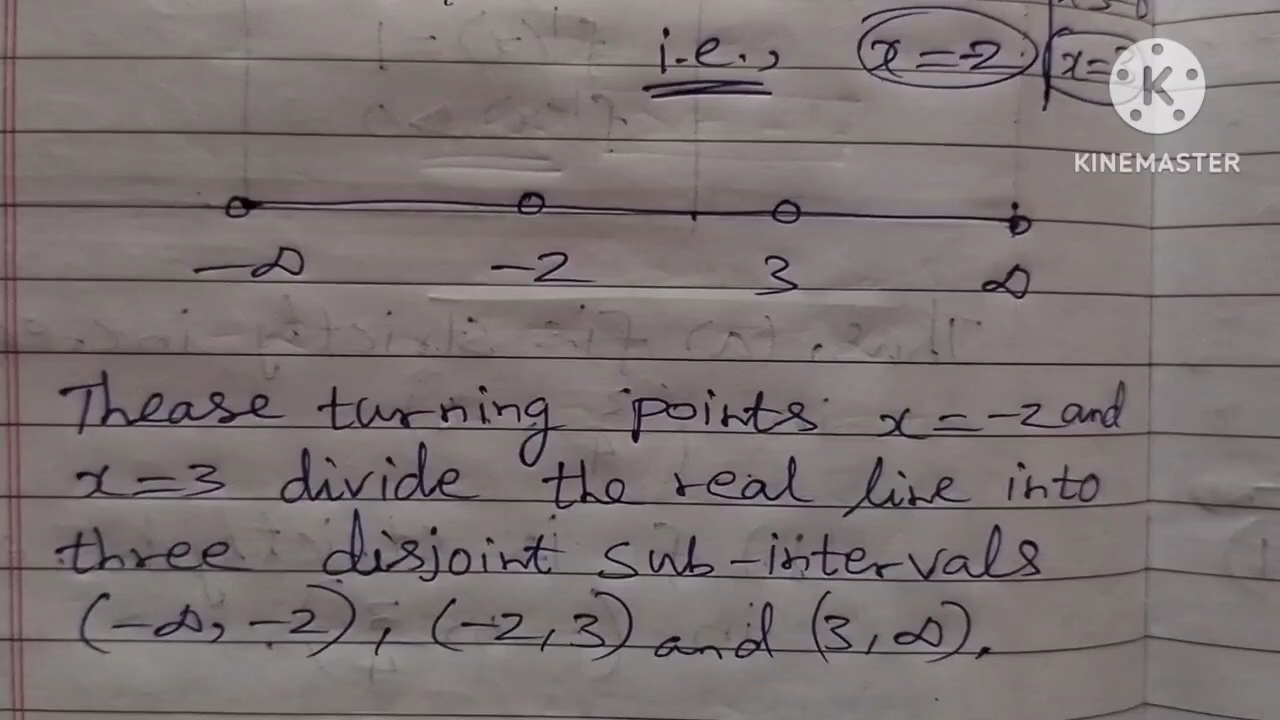 i.e., x=-2 x=3
KINEMASTER
-∞ -2 3 ∞
Thease turning points x=-2 and
x=3 divide the real line into
three disjoint sub-intervals
(-∞, -2), (-2, 3) and (3, ∞).